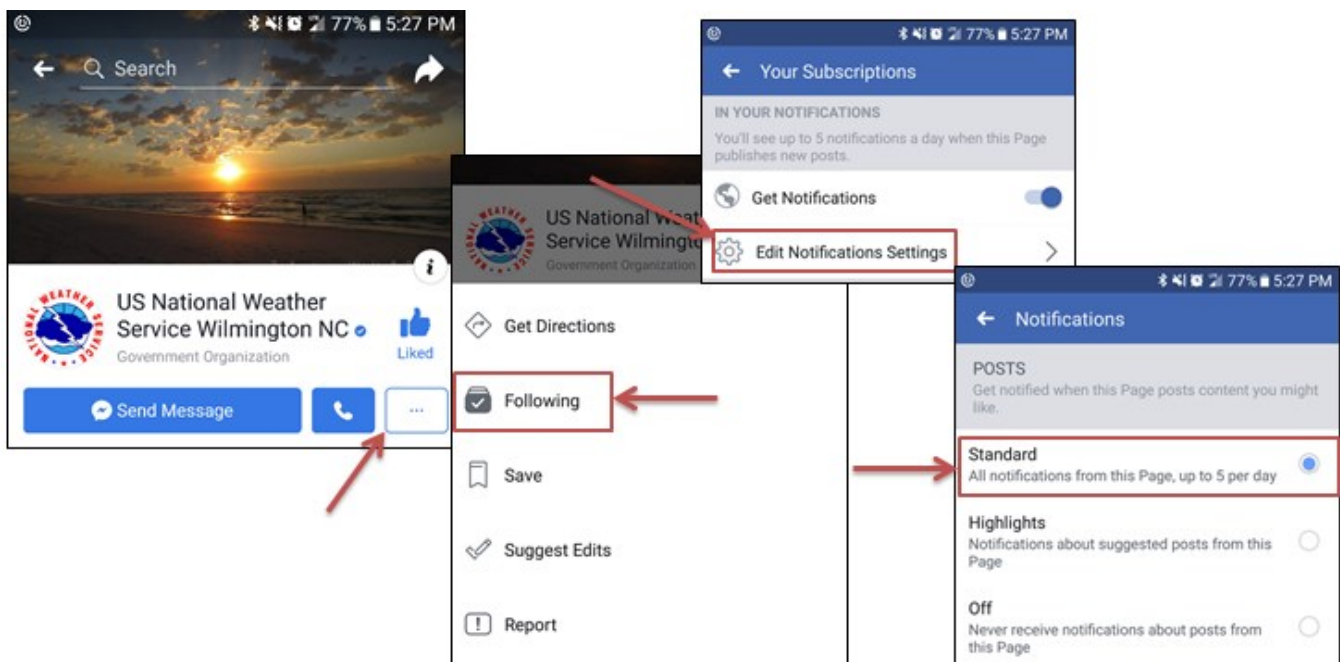 77% 5:27 PM
Search
US National Weather
Service Wilmington NC
Government Organization
Liked
Send Message
...
NATIONAL WEATHER SERVICE
US National Weat
Service Wilmingto
Government Organization
Get Directions
Following
Save
Suggest Edits
Report
77% 5:27 PM
Your Subscriptions
IN YOUR NOTIFICATIONS
You'll see up to 5 notifications a day when this Page
publishes new posts.
Get Notifications
Edit Notifications Settings
77% 5:27 PM
Notifications
POSTS
Get notified when this Page posts content you might
like.
Standard
All notifications from this Page, up to 5 per day
Highlights
Notifications about suggested posts from this
Page
Off
Never receive notifications about posts from
this Page